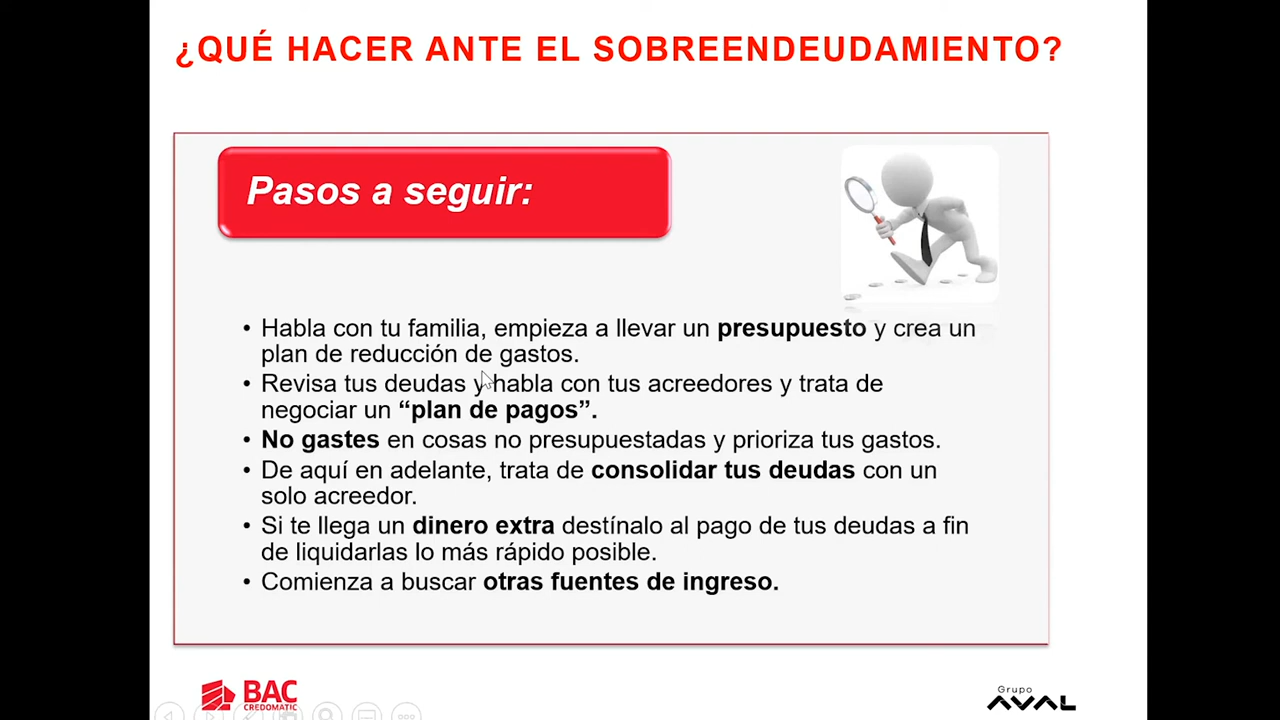 ¿QUÉ HACER ANTE EL SOBREENDEUDAMIENTO?
Pasos a seguir:
• Habla con tu familia, empieza a llevar un presupuesto y crea un
plan de reducción de gastos.
• Revisa tus deudas y habla con tus acreedores y trata de
negociar un “plan de pagos”.
• No gastes en cosas no presupuestadas y prioriza tus gastos.
• De aquí en adelante, trata de consolidar tus deudas con un
solo acreedor.
• Si te llega un dinero extra destínalo al pago de tus deudas a fin
de liquidarlas lo más rápido posible.
• Comienza a buscar otras fuentes de ingreso.
BAC
CREDOMATIC
Grupo
AVAL